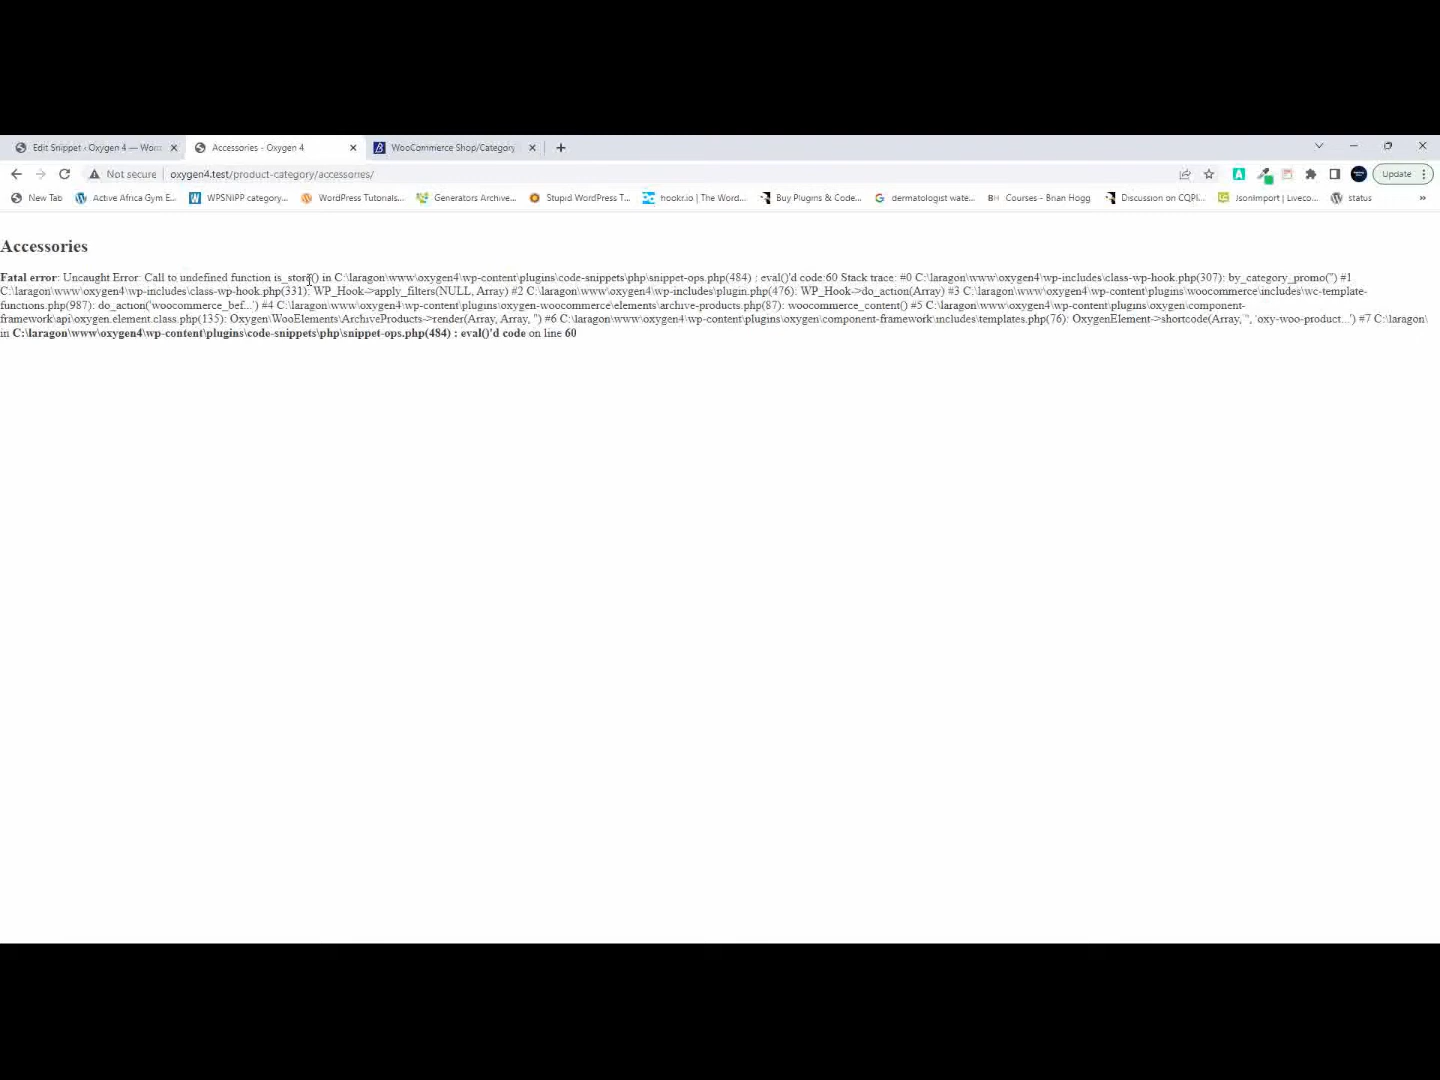 Edit Snippet ‹ Oxygen 4 — Wor
Accessories - Oxygen 4
WooCommerce Shop/Category
Not secure
oxygen4.test/product-category/accessories/
Update
New Tab
Active Africa Gym E...
WPSNIPP category...
WordPress Tutorials...
Generators Archive...
Stupid WordPress T...
hookr.io | The Word...
Buy Plugins & Code...
dermatologist wate...
BH Courses - Brian Hogg
Discussion on CQPI...
JsonImport | Liveco...
status
»
Accessories
Fatal error: Uncaught Error: Call to undefined function is_store() in C:\laragon\www\oxygen4\wp-content\plugins\code-snippets\php\snippet-ops.php(484) : eval()'d code:60 Stack trace: #0 C:\laragon\www\oxygen4\wp-includes\class-wp-hook.php(307): by_category_promo('') #1
C:\laragon\www\oxygen4\wp-includes\class-wp-hook.php(331): WP_Hook->apply_filters(NULL, Array) #2 C:\laragon\www\oxygen4\wp-includes\plugin.php(476): WP_Hook->do_action(Array) #3 C:\laragon\www\oxygen4\wp-content\plugins\woocommerce\includes\wc-template-
functions.php(987): do_action('woocommerce_bef...') #4 C:\laragon\www\oxygen4\wp-content\plugins\oxygen-woocommerce\elements\archive-products.php(87): woocommerce_content() #5 C:\laragon\www\oxygen4\wp-content\plugins\oxygen\component-
framework\api\oxygen.element.class.php(135): Oxygen\WooElements\ArchiveProducts->render(Array, Array, '') #6 C:\laragon\www\oxygen4\wp-content\plugins\oxygen\component-framework\includes\templates.php(76): OxygenElement->shortcode(Array, '', 'oxy-woo-product...') #7 C:\laragon\
in C:\laragon\www\oxygen4\wp-content\plugins\code-snippets\php\snippet-ops.php(484) : eval()'d code on line 60